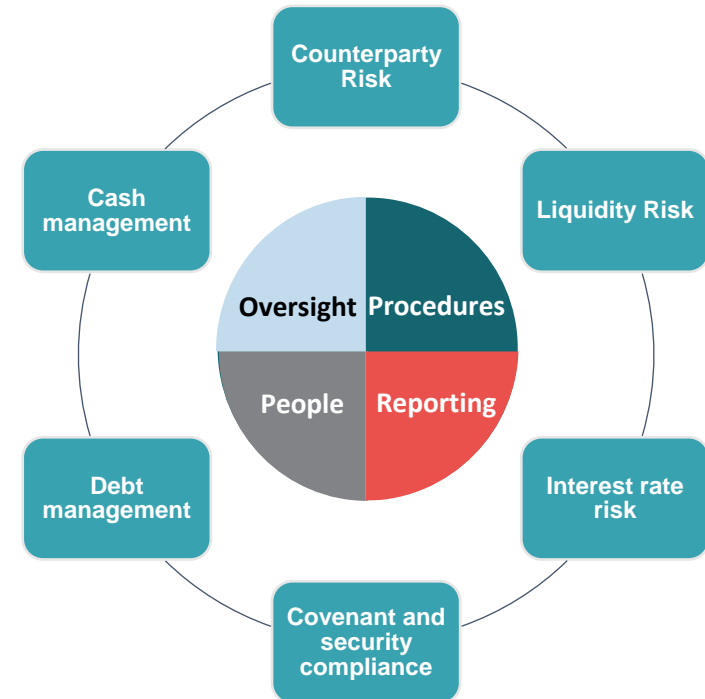 Counterparty
Risk
Cash
management
Liquidity Risk
Oversight
Procedures
People
Reporting
Debt
management
Interest rate
risk
Covenant and
security
compliance